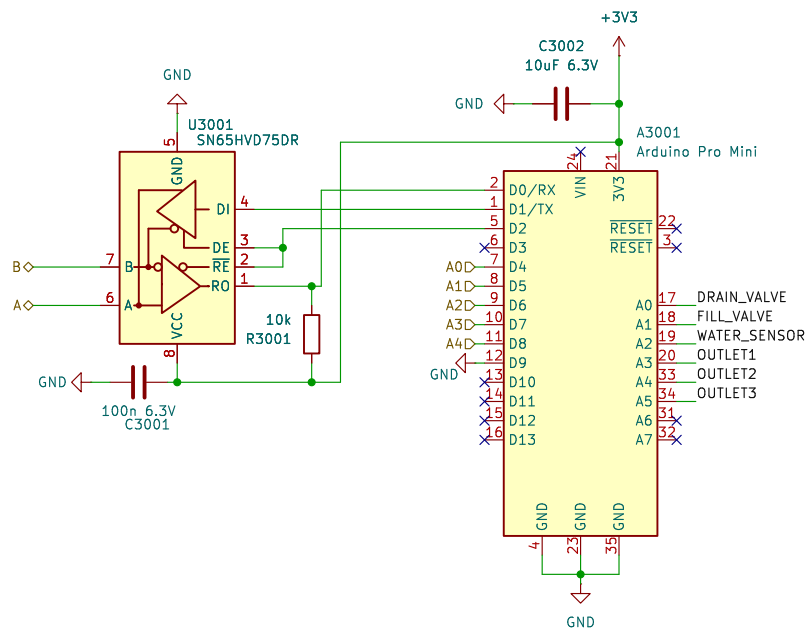 +3V3
C3002
10uF 6.3V
GND
GND
U3001
SN65HVD75DR
A3001
Arduino Pro Mini
5
GND
24
VIN
21
3V3
DI
4
2
D0/RX
1
D1/TX
5
D2
RESET
22
DE
3
6
D3
RESET
3
B
7
B
RE
2
A0
7
D4
RO
1
A1
8
D5
A
6
A
A2
9
D6
A0
17
DRAIN_VALVE
VCC
10k
R3001
A3
10
D7
A1
18
FILL_VALVE
A4
11
D8
A2
19
WATER_SENSOR
8
GND
12
D9
A3
20
OUTLET1
GND
13
D10
A4
33
OUTLET2
100n 6.3V
C3001
14
D11
A5
34
OUTLET3
15
D12
A6
31
16
D13
A7
32
GND
GND
GND
4
23
35
GND